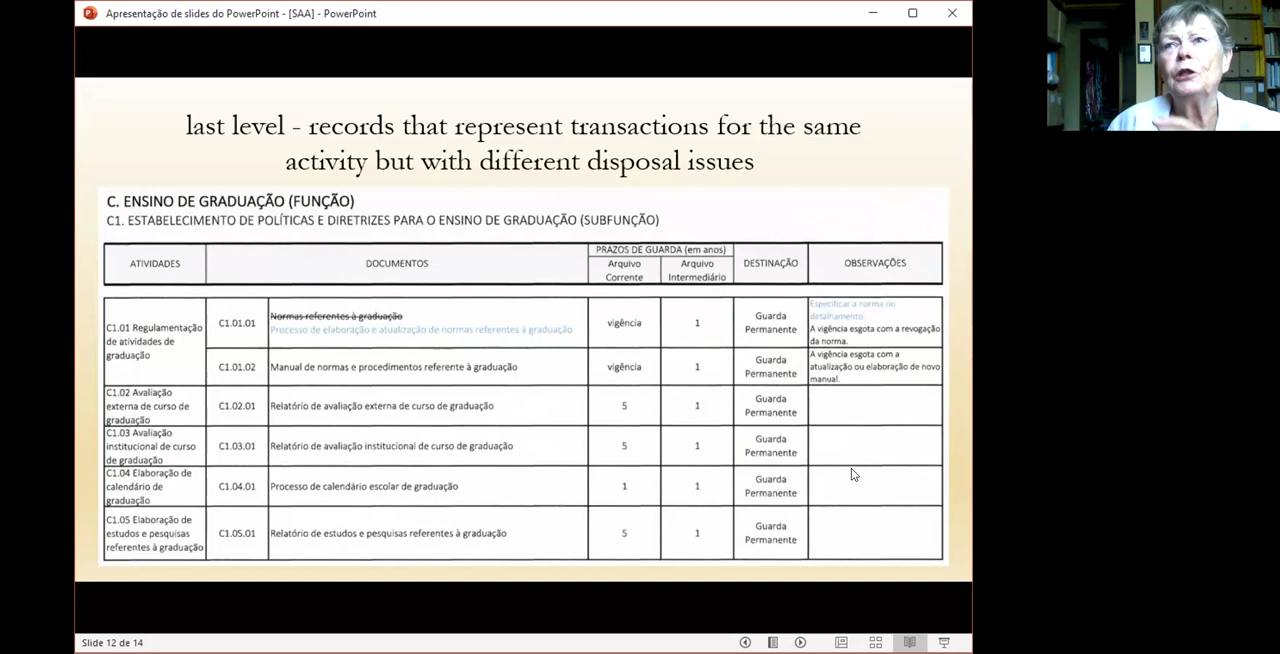 Apresentação de slides do PowerPoint - [SAA] - PowerPoint
last level - records that represent transactions for the same
activity but with different disposal issues
C. ENSINO DE GRADUAÇÃO (FUNÇÃO)
C1. ESTABELECIMENTO DE POLÍTICAS E DIRETRIZES PARA O ENSINO DE GRADUAÇÃO (SUBFUNÇÃO)
ATIVIDADES
DOCUMENTOS
PRAZOS DE GUARDA (em anos)
Arquivo
Corrente
Arquivo
Intermediário
DESTINAÇÃO
OBSERVAÇÕES
C1.01 Regulamentação
de atividades de
graduação
C1.01.01
Normas referentes à graduação
Processo de elaboração e atualização de normas referentes à graduação
vigência
1
Guarda
Permanente
Especificar a norma no
detalhamento.
A vigência esgota com a revogação
da norma.
C1.01.02
Manual de normas e procedimentos referente à graduação
vigência
1
Guarda
Permanente
A vigência esgota com a
atualização ou elaboração de novo
manual.
C1.02 Avaliação
externa de curso de
graduação
C1.02.01
Relatório de avaliação externa de curso de graduação
5
1
Guarda
Permanente
C1.03 Avaliação
institucional de curso
de graduação
C1.03.01
Relatório de avaliação institucional de curso de graduação
5
1
Guarda
Permanente
C1.04 Elaboração de
calendário de
graduação
C1.04.01
Processo de calendário escolar de graduação
1
1
Guarda
Permanente
C1.05 Elaboração de
estudos e pesquisas
referentes à graduação
C1.05.01
Relatório de estudos e pesquisas referentes à graduação
5
1
Guarda
Permanente
Slide 12 de 14